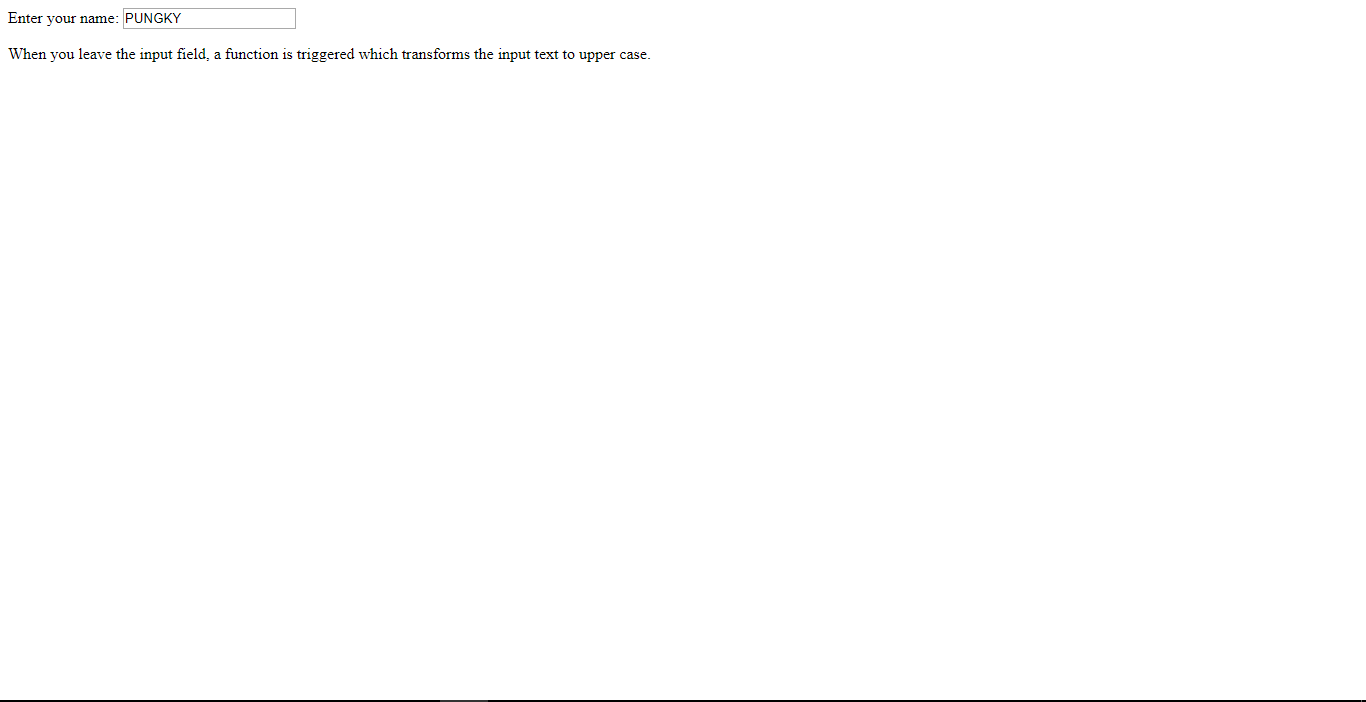 Enter your name: PUNGKY
When you leave the input field, a function is triggered which transforms the input text to upper case.